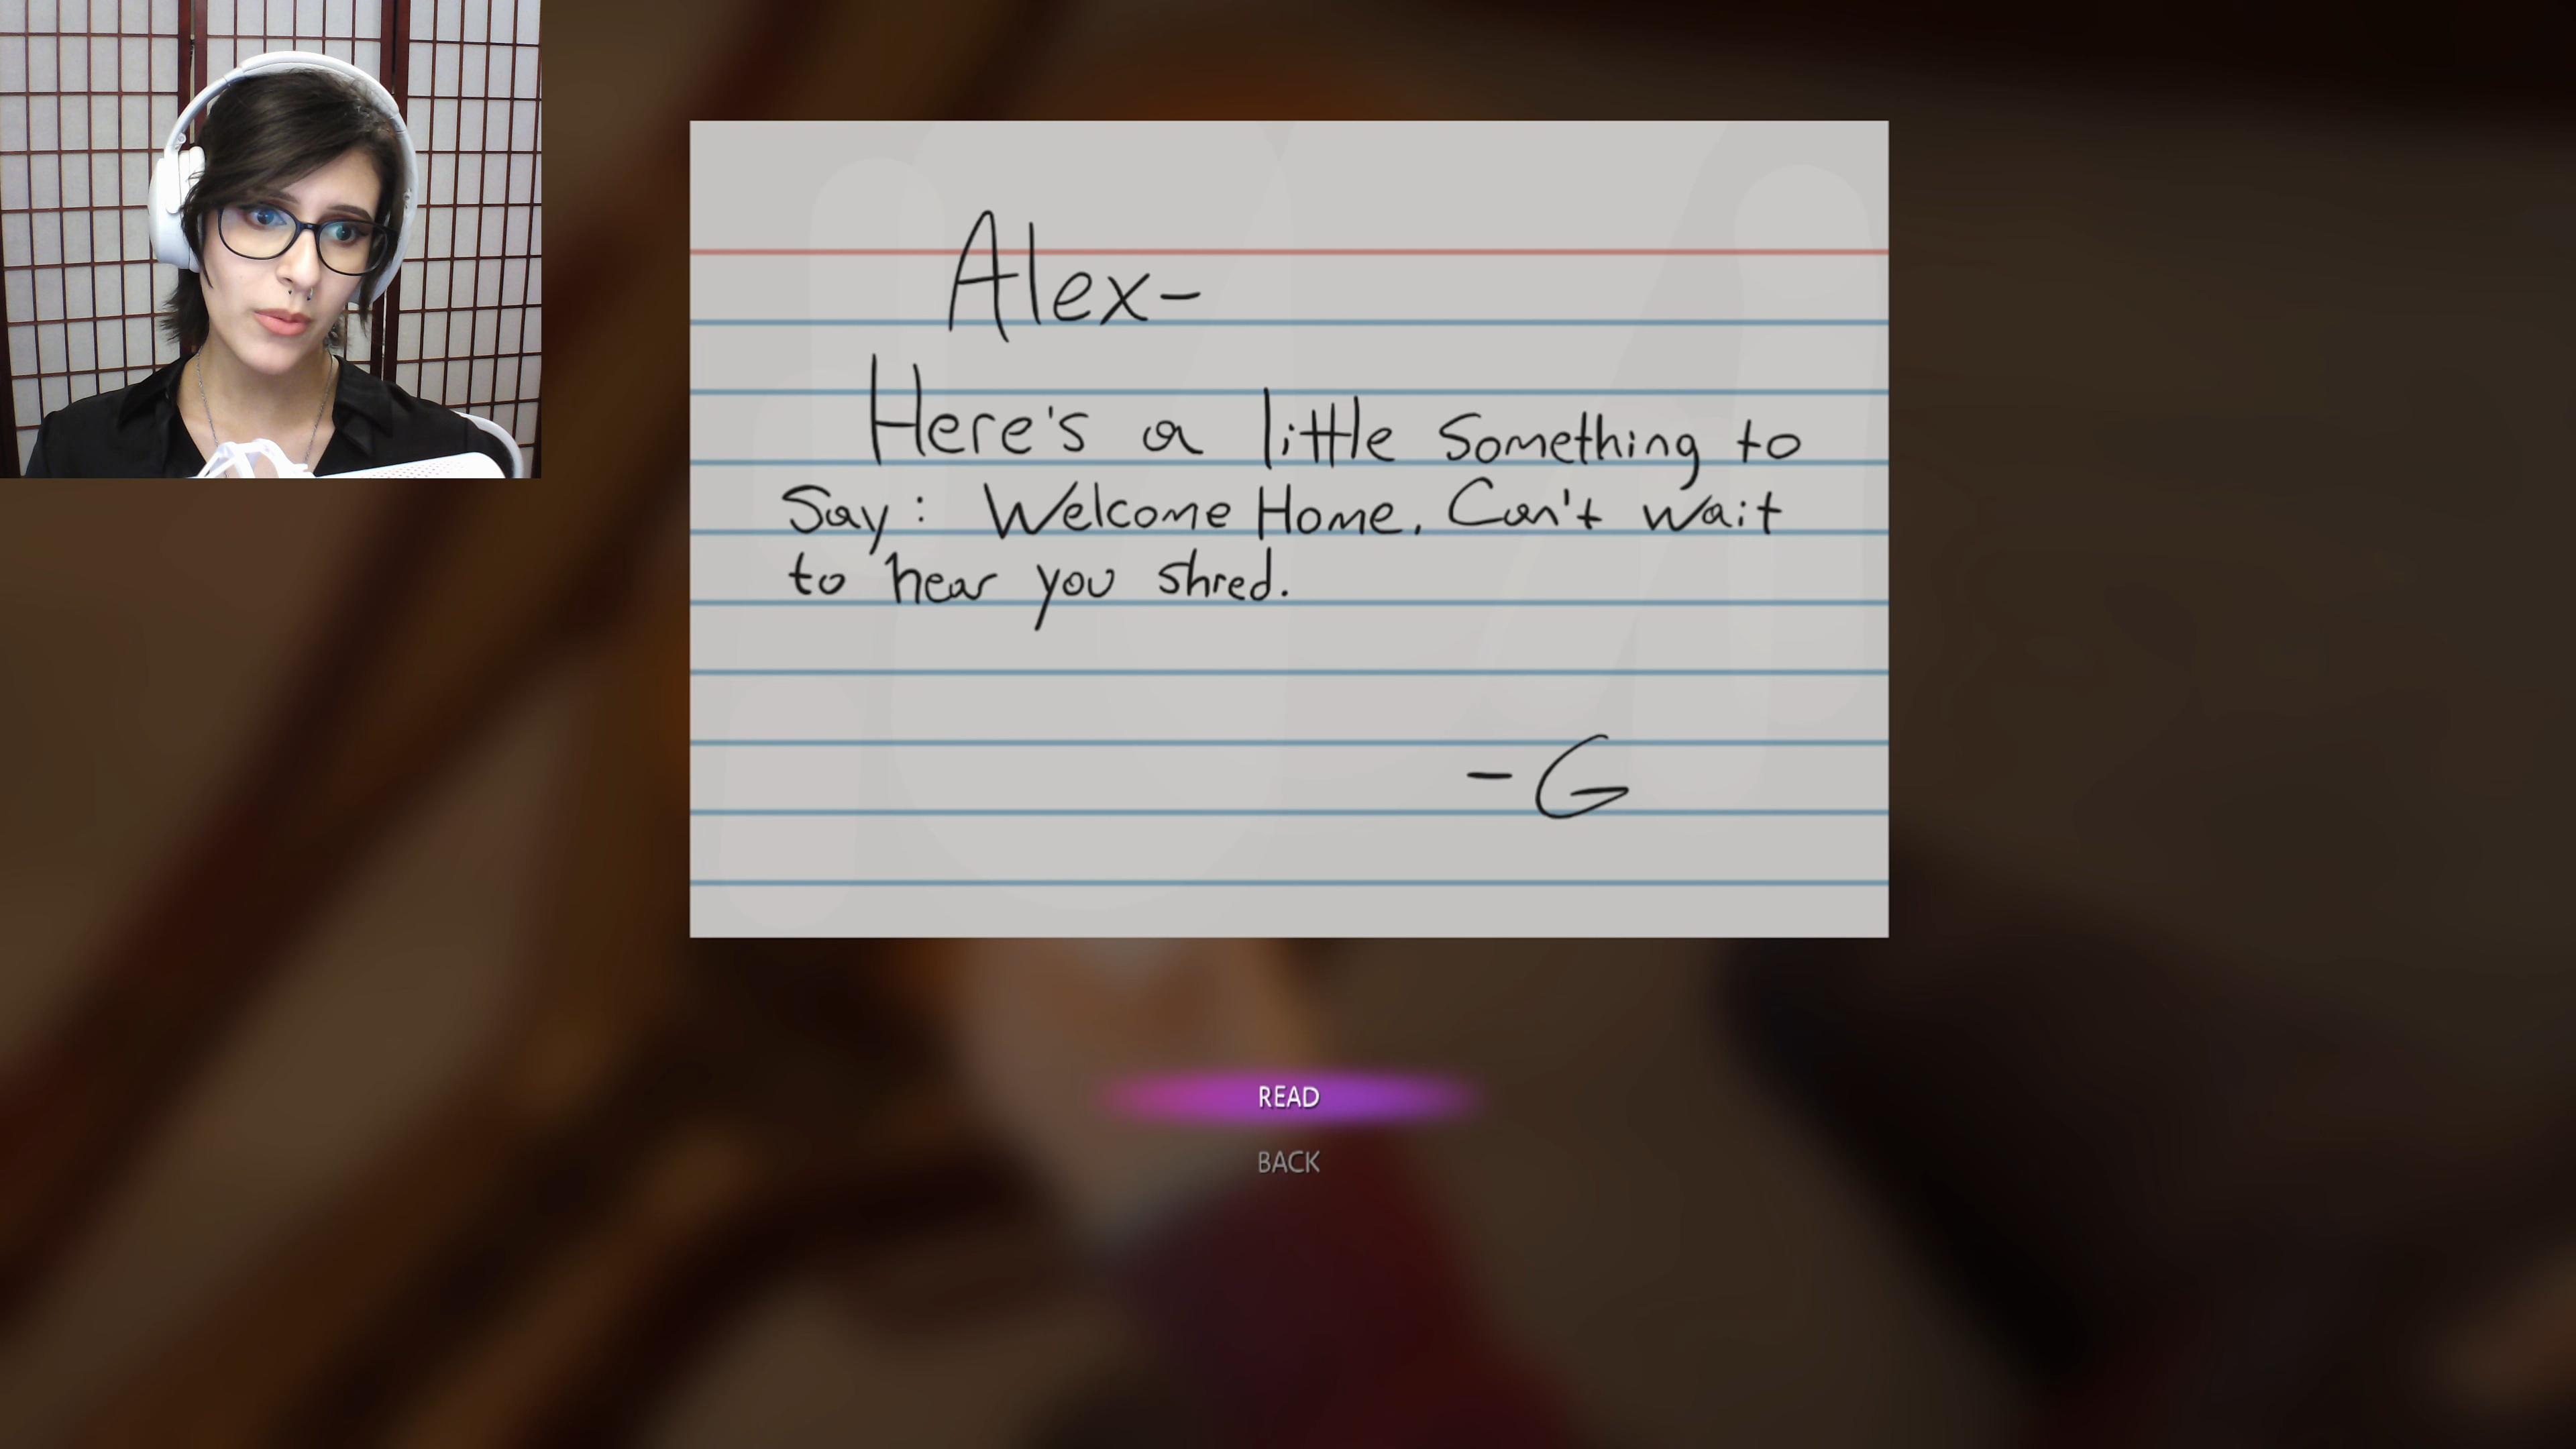 Alex-
Here's a little Something to
Say: Welcome Home. Can't wait
to hear you shred.
-G
READ
BACK